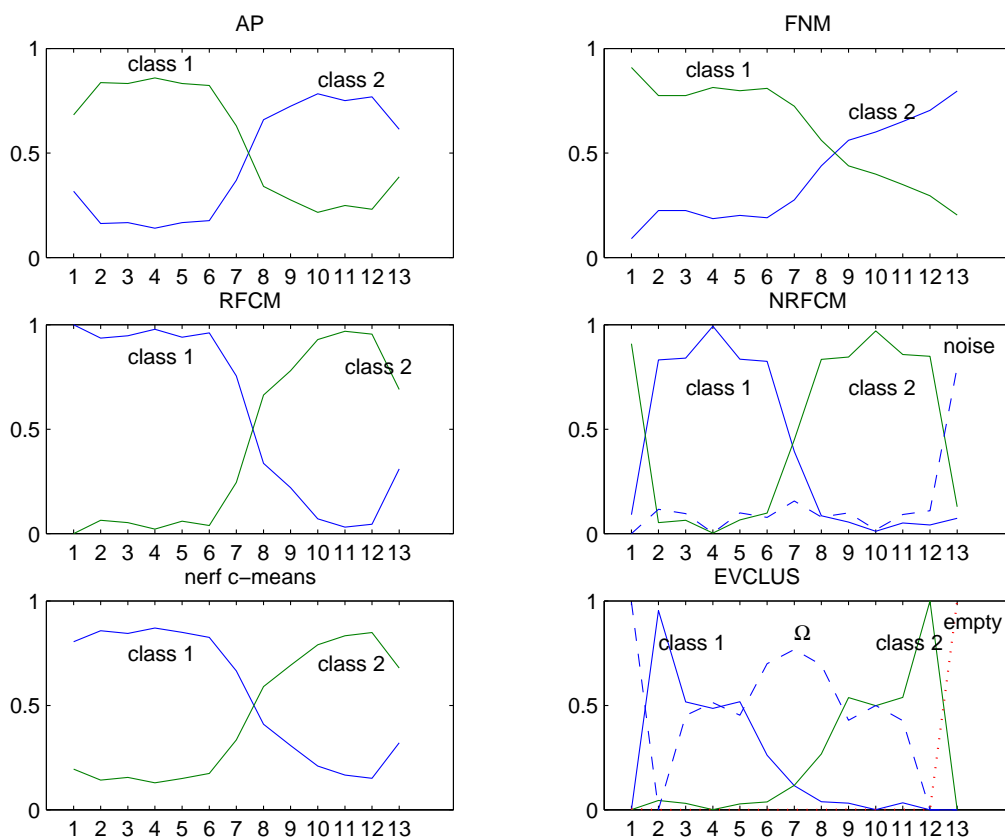 AP
FNM
1
class 1
class 2
0.5
0
1 2 3 4 5 6 7 8 9 10 11 12 13
1
class 1
class 2
0.5
0
1 2 3 4 5 6 7 8 9 10 11 12 13
RFCM
NRFCM
1
class 1
class 2
0.5
0
1 2 3 4 5 6 7 8 9 10 11 12 13
1
noise
class 1
class 2
0.5
0
1 2 3 4 5 6 7 8 9 10 11 12 13
nerf c−means
EVCLUS
1
class 1
class 2
0.5
0
1 2 3 4 5 6 7 8 9 10 11 12 13
1
empty
Ω
class 1
class 2
0.5
0
1 2 3 4 5 6 7 8 9 10 11 12 13